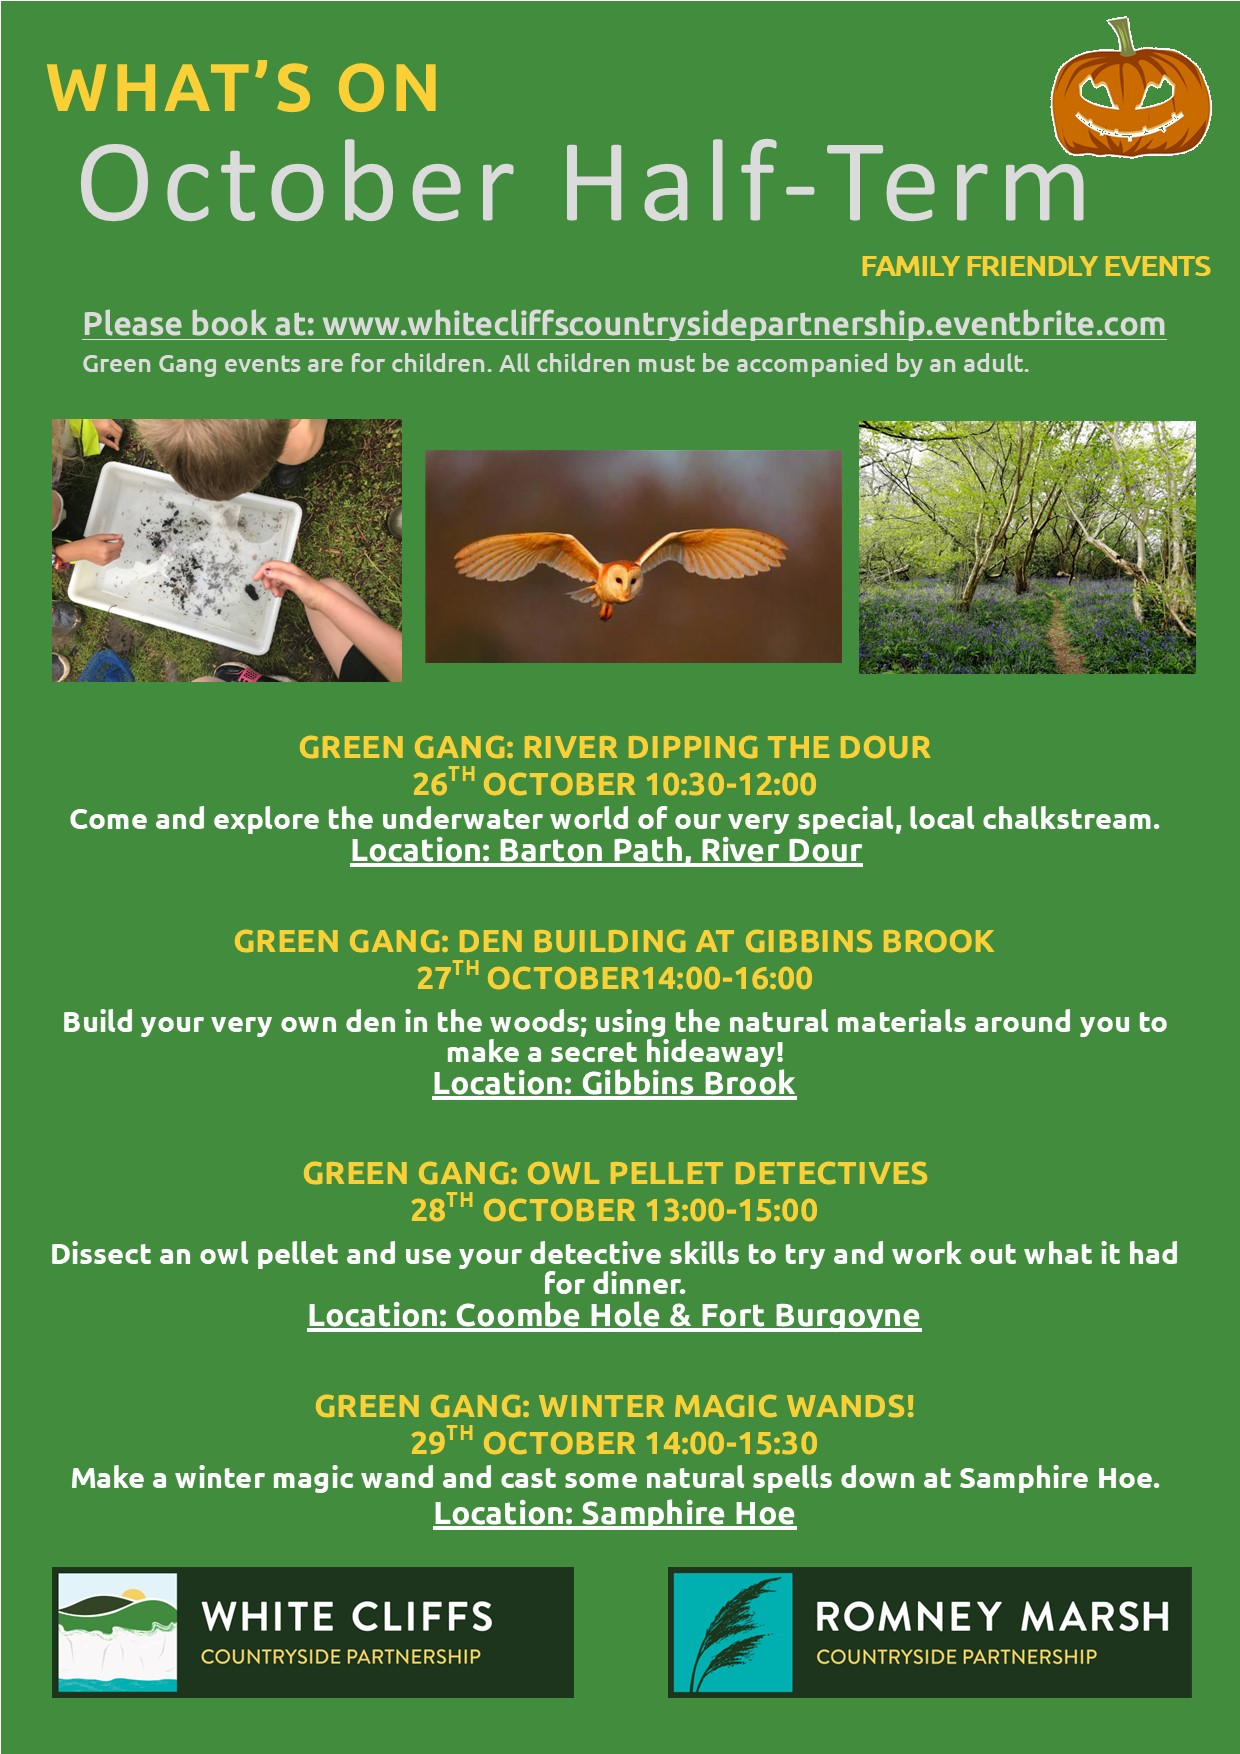 WHAT’S ON
October Half-Term
FAMILY FRIENDLY EVENTS
Please book at: www.whitecliffscountrysidepartnership.eventbrite.com
Green Gang events are for children. All children must be accompanied by an adult.
GREEN GANG: RIVER DIPPING THE DOUR
26TH OCTOBER 10:30-12:00
Come and explore the underwater world of our very special, local chalkstream.
Location: Barton Path, River Dour
GREEN GANG: DEN BUILDING AT GIBBINS BROOK
27TH OCTOBER14:00-16:00
Build your very own den in the woods; using the natural materials around you to
make a secret hideaway!
Location: Gibbins Brook
GREEN GANG: OWL PELLET DETECTIVES
28TH OCTOBER 13:00-15:00
Dissect an owl pellet and use your detective skills to try and work out what it had
for dinner.
Location: Coombe Hole & Fort Burgoyne
GREEN GANG: WINTER MAGIC WANDS!
29TH OCTOBER 14:00-15:30
Make a winter magic wand and cast some natural spells down at Samphire Hoe.
Location: Samphire Hoe
WHITE CLIFFS
COUNTRYSIDE PARTNERSHIP
ROMNEY MARSH
COUNTRYSIDE PARTNERSHIP